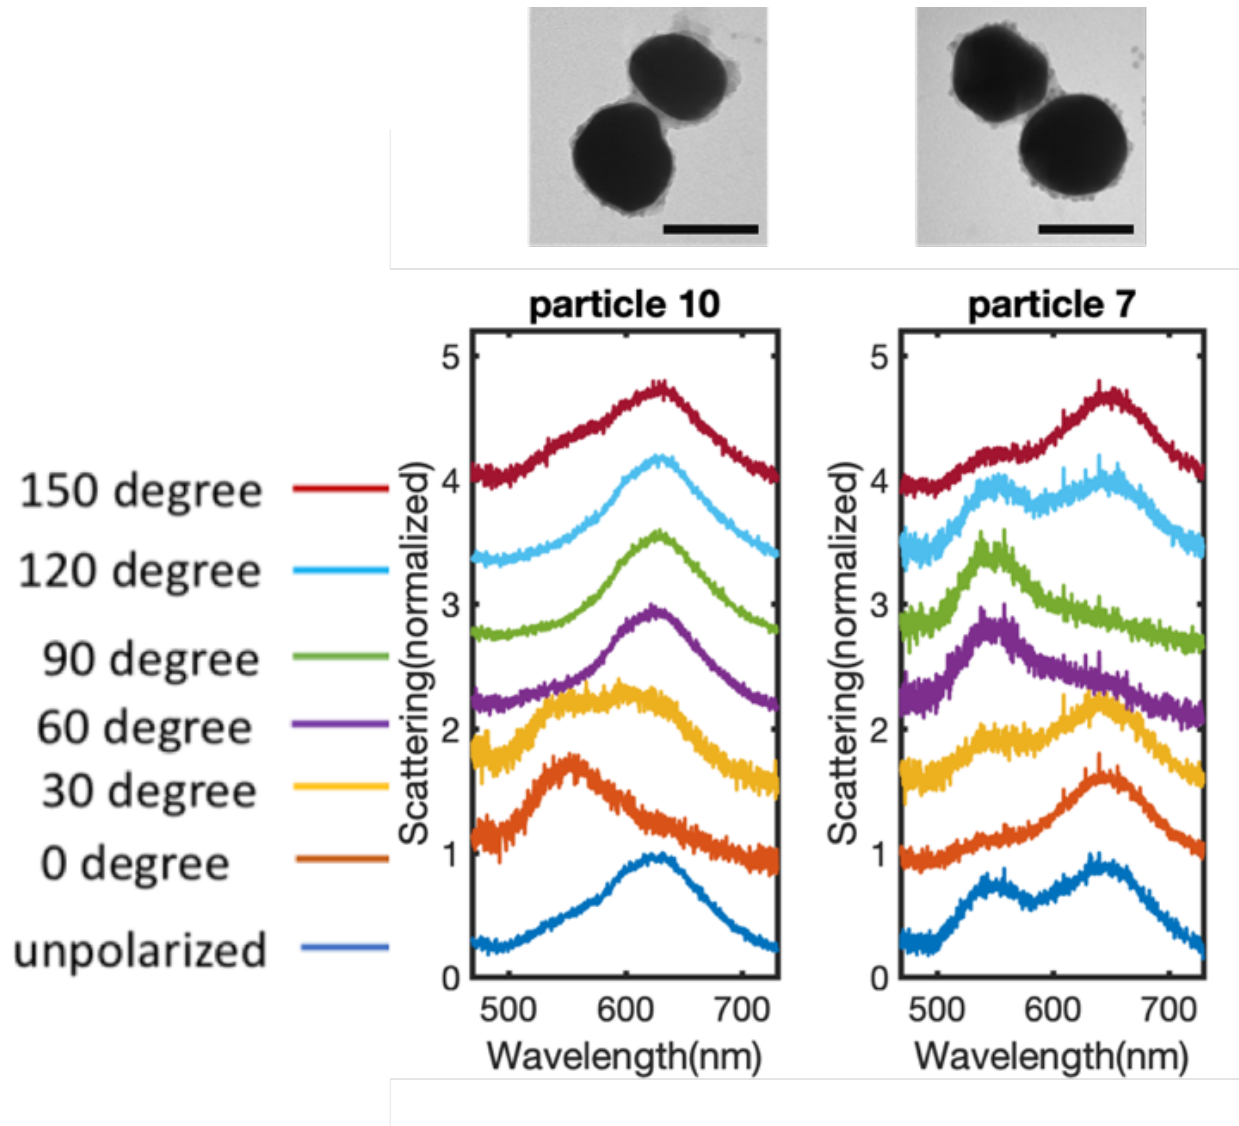 particle 10
particle 7
5
4
3
2
1
0
500 600 700
Wavelength(nm)
Scattering(normalized)
5
4
3
2
1
0
500 600 700
Wavelength(nm)
Scattering(normalized)
150 degree
120 degree
90 degree
60 degree
30 degree
0 degree
unpolarized